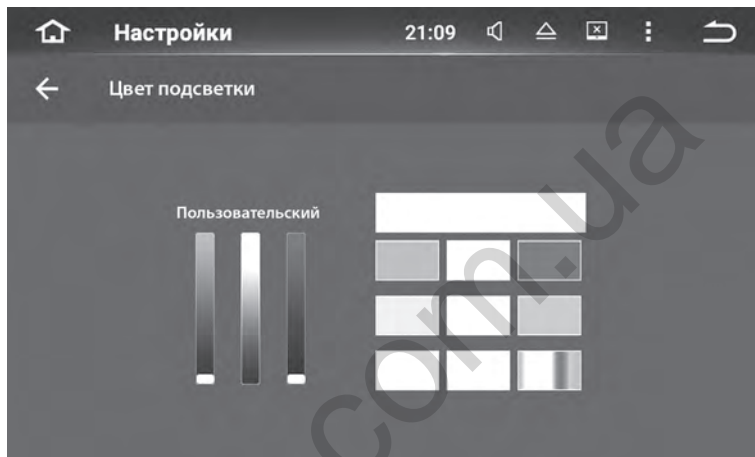 Настройки 21:09
Цвет подсветки
Пользовательский
com.ua